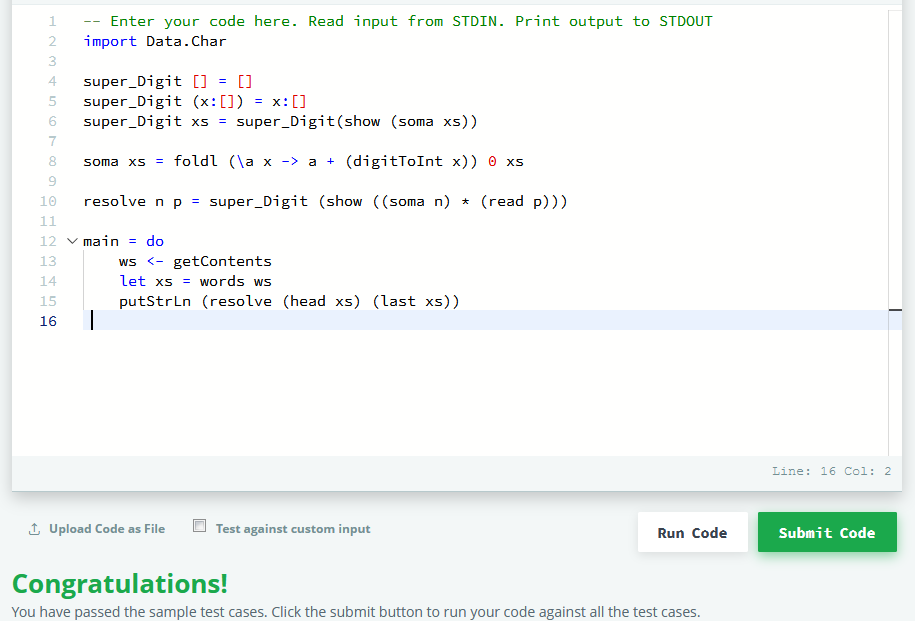 1 -- Enter your code here. Read input from STDIN. Print output to STDOUT
2 import Data.Char
3
4 super_Digit [] = []
5 super_Digit (x:[]) = x:[]
6 super_Digit xs = super_Digit(show (soma xs))
7
8 soma xs = foldl (\a x -> a + (digitToInt x)) 0 xs
9
10 resolve n p = super_Digit (show ((soma n) * (read p)))
11
12 main = do
13     ws <- getContents
14     let xs = words ws
15     putStrLn (resolve (head xs) (last xs))
16
Line: 16 Col: 2
Upload Code as File Test against custom input Run Code Submit Code
Congratulations!
You have passed the sample test cases. Click the submit button to run your code against all the test cases.